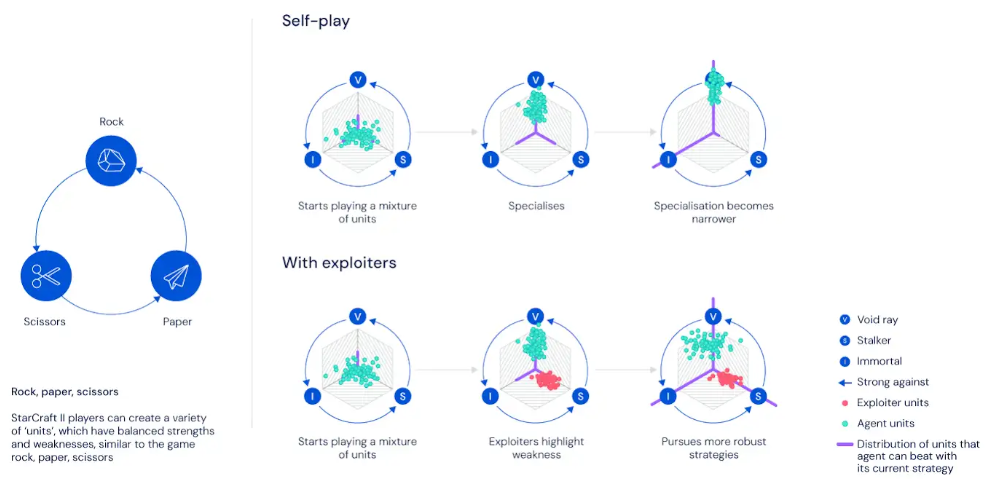 Self-play
Rock
Scissors
Paper
Rock, paper, scissors
StarCraft II players can create a variety
of 'units', which have balanced strengths
and weaknesses, similar to the game
rock, paper, scissors
V
I
S
Starts playing a mixture
of units
V
I
S
Specialises
V
I
S
Specialisation becomes
narrower
With exploiters
V
I
S
Starts playing a mixture
of units
V
I
S
Exploiters highlight
weakness
V
I
S
Pursues more robust
strategies
V Void ray
S Stalker
I Immortal
Strong against
Exploiter units
Agent units
Distribution of units that
agent can beat with
its current strategy